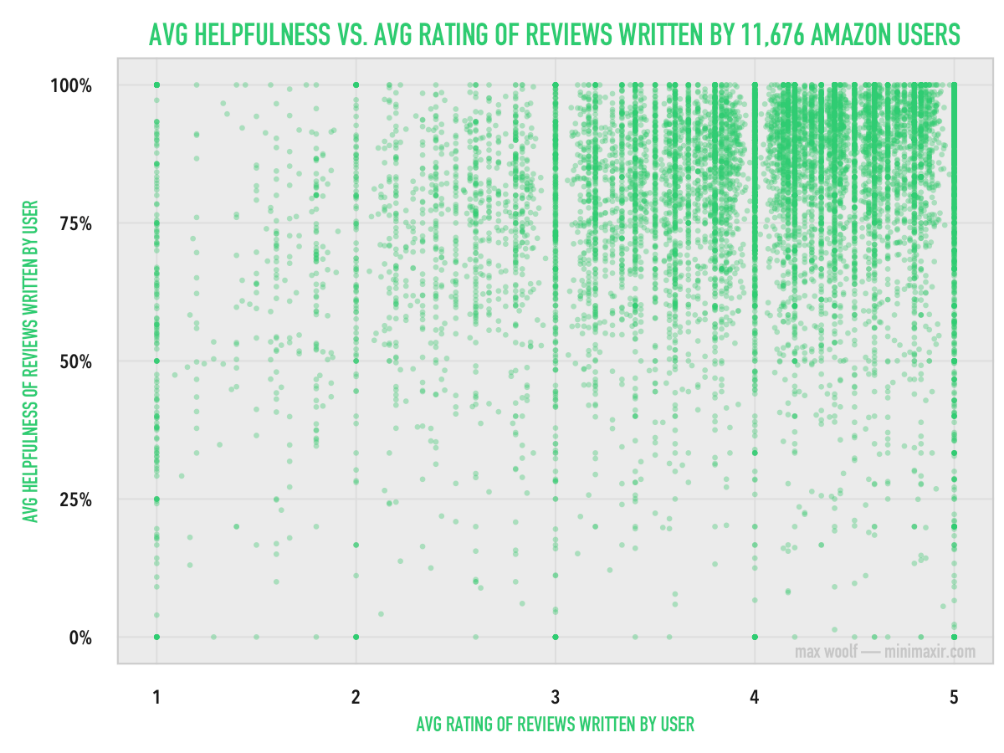 AVG HELPFULNESS VS. AVG RATING OF REVIEWS WRITTEN BY 11,676 AMAZON USERS
AVG HELPFULNESS OF REVIEWS WRITTEN BY USER
100%
75%
50%
25%
0%
max woolf — minimaxir.com
1 2 3 4 5
AVG RATING OF REVIEWS WRITTEN BY USER